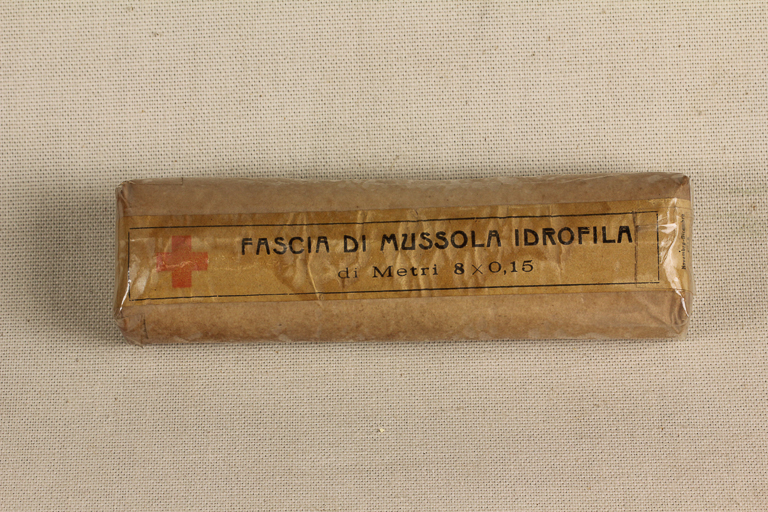 FASCIA DI MUSSOLA IDROFILA
di Metri 8 × 0,15